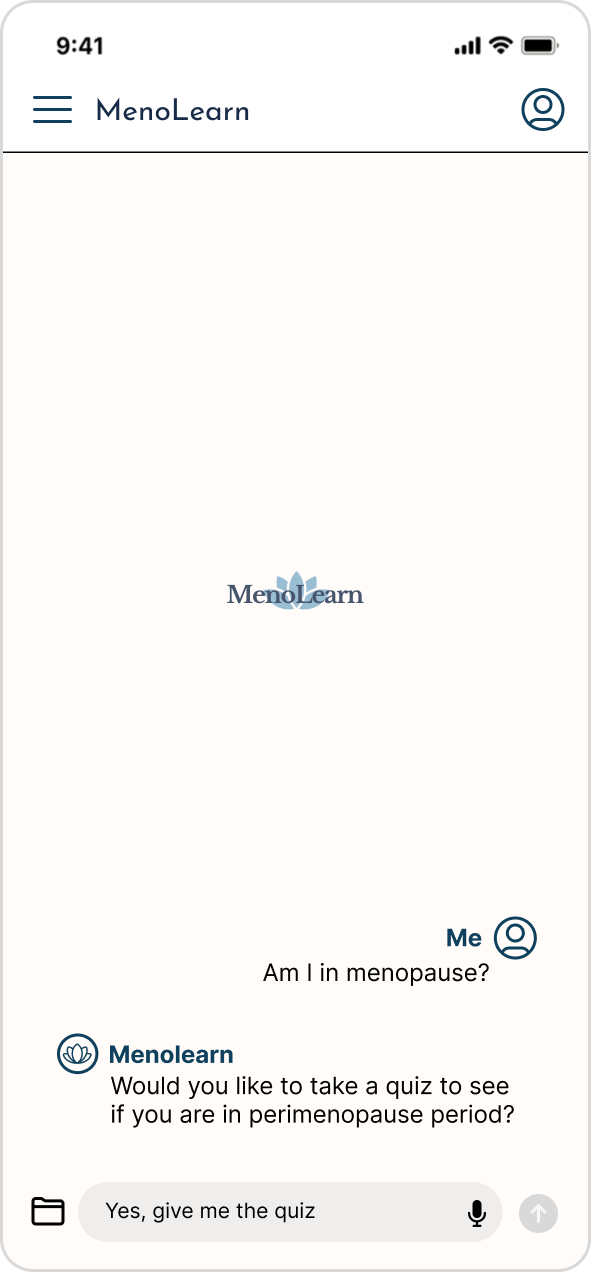 9:41
MenoLearn
MenoLearn
Me
Am I in menopause?
Menolearn
Would you like to take a quiz to see
if you are in perimenopause period?
Yes, give me the quiz